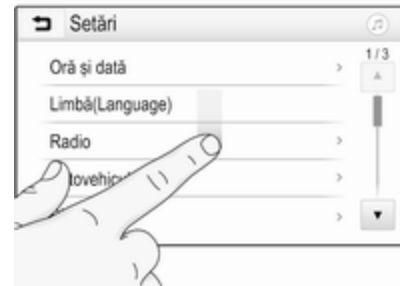 Setări
1/3
Oră și dată
Limbă(Language)
Radio